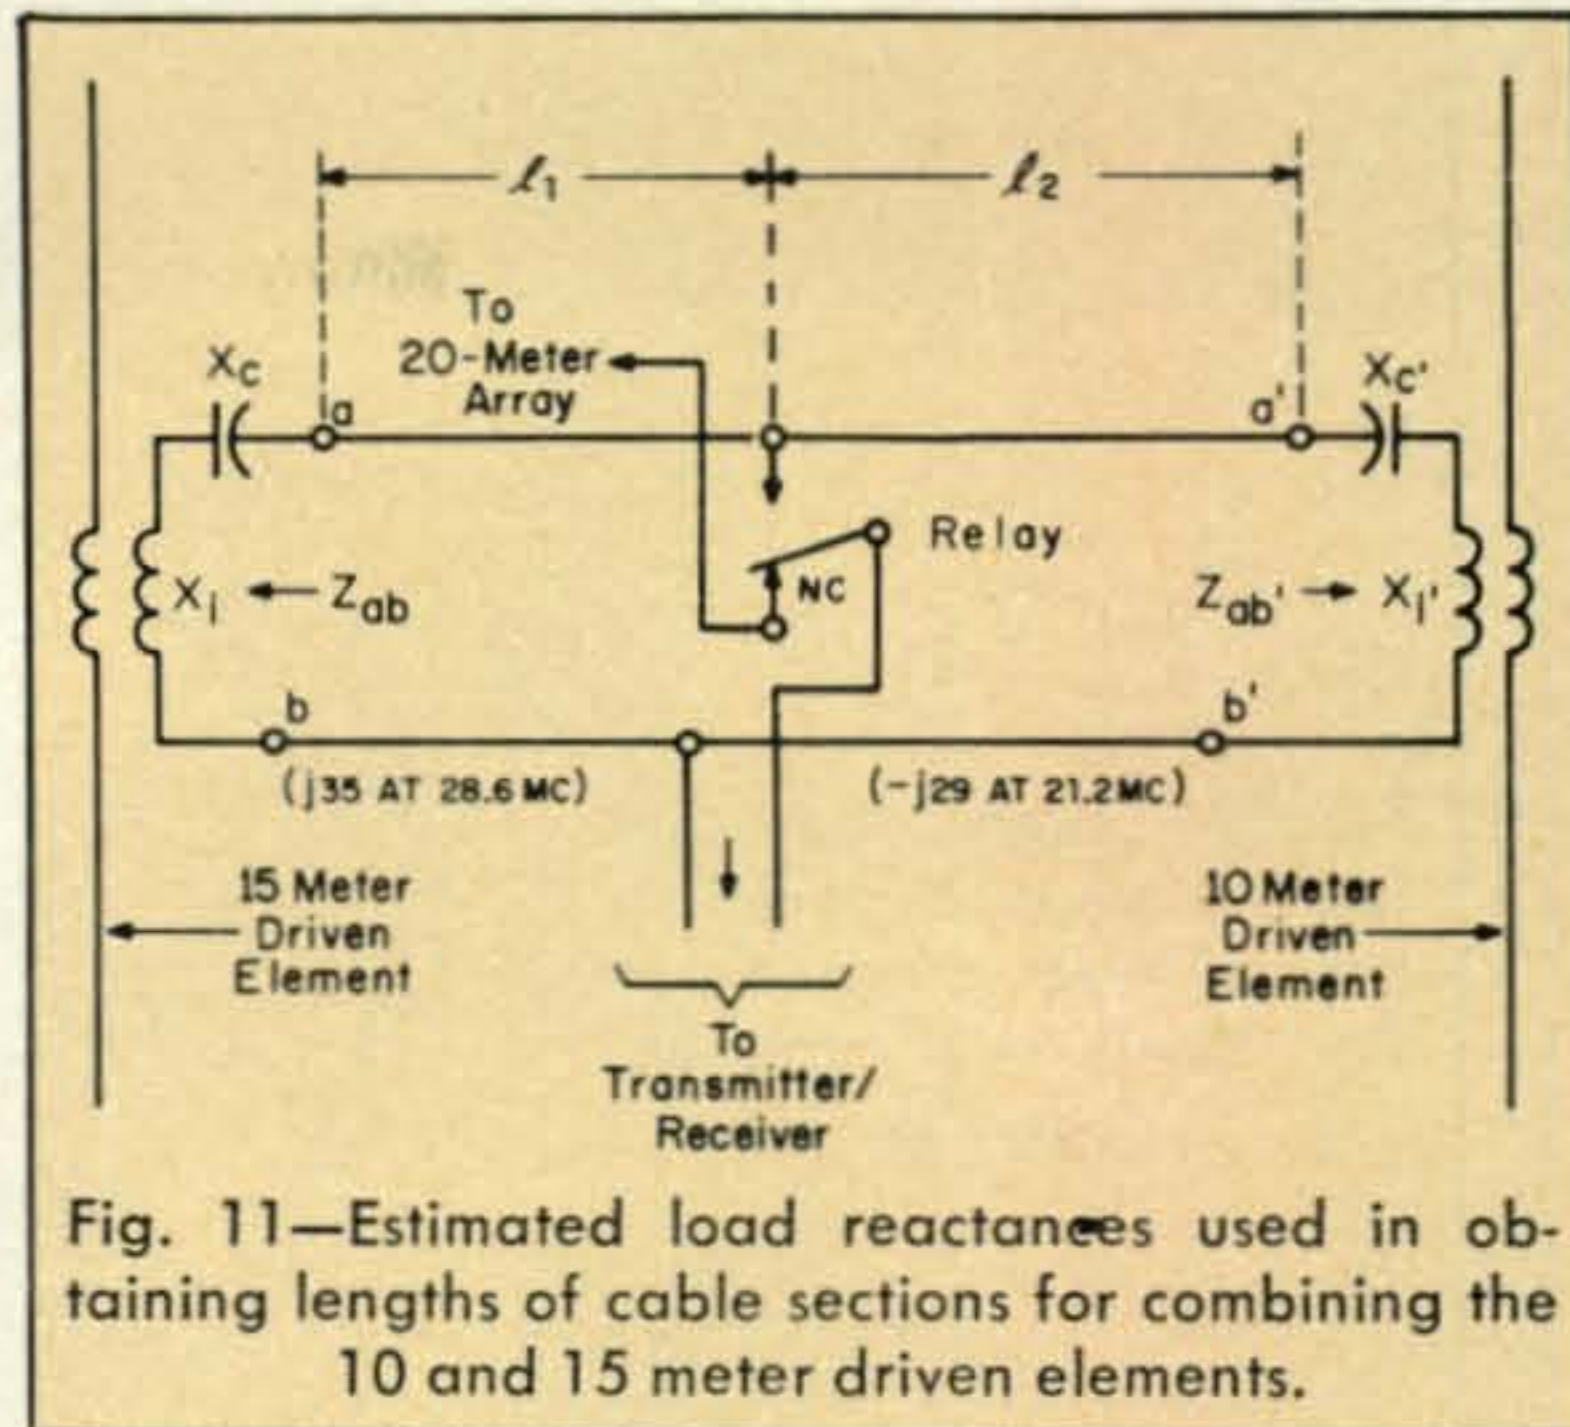 ℓ₁ ℓ₂
To
20-Meter
Array
Xc
a
a'
Xc'
Relay
NC
Xl
Zab
Zab'
Xl'
b
b'
(j35 AT 28.6 MC)
(-j29 AT 21.2MC)
15 Meter
Driven
Element
10 Meter
Driven
Element
To
Transmitter/
Receiver
Fig. 11—Estimated load reactances used in ob-
taining lengths of cable sections for combining the
10 and 15 meter driven elements.